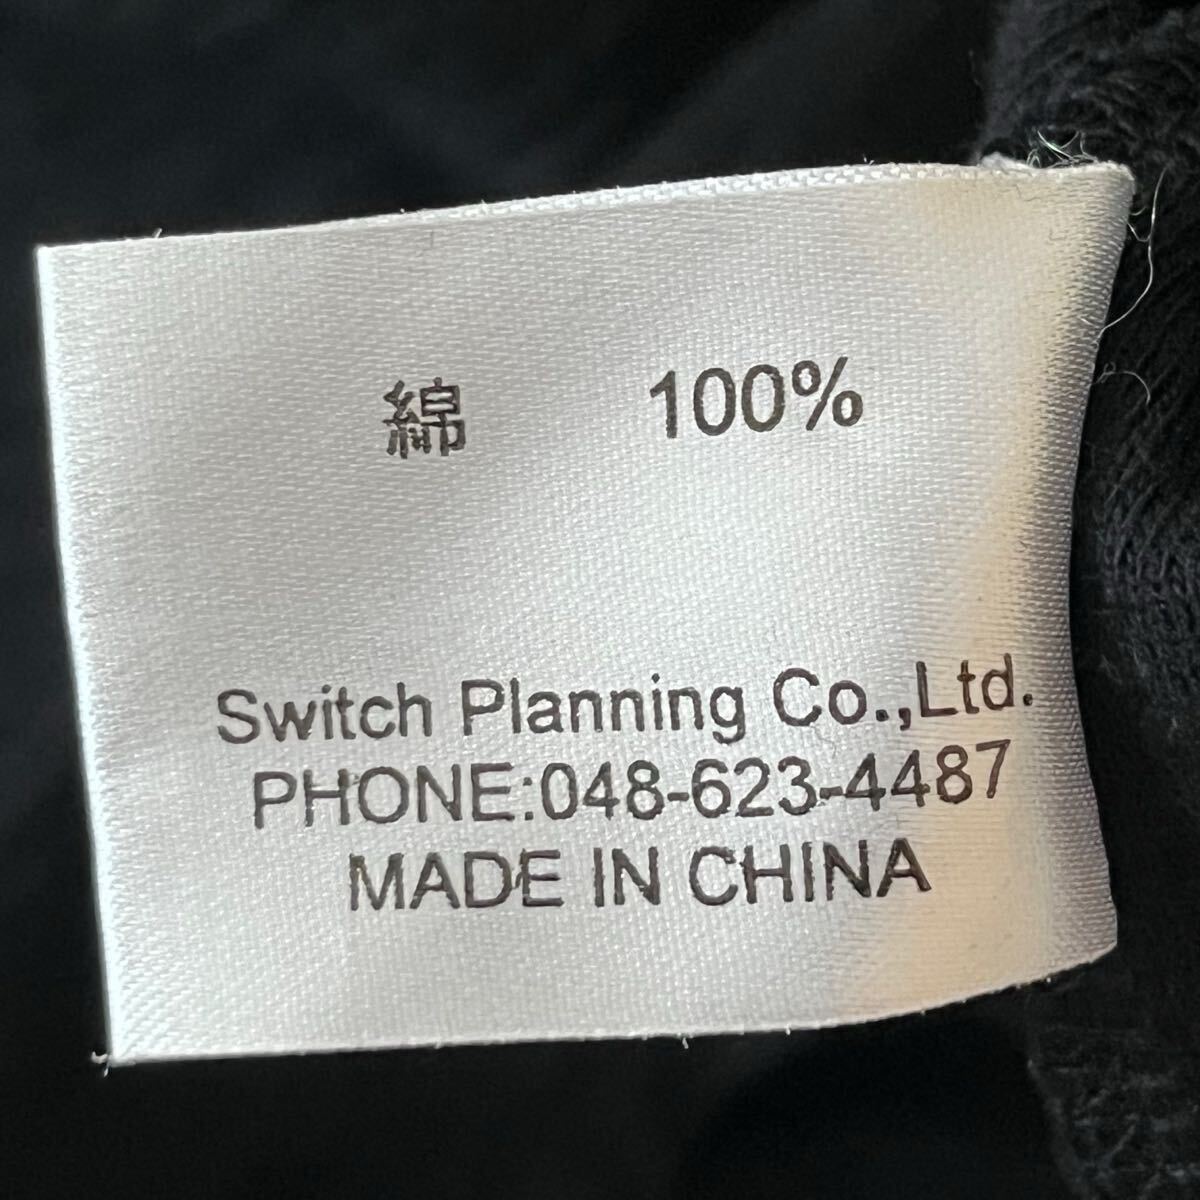 綿 100%
Switch Planning Co.,Ltd.
PHONE:048-623-4487
MADE IN CHINA